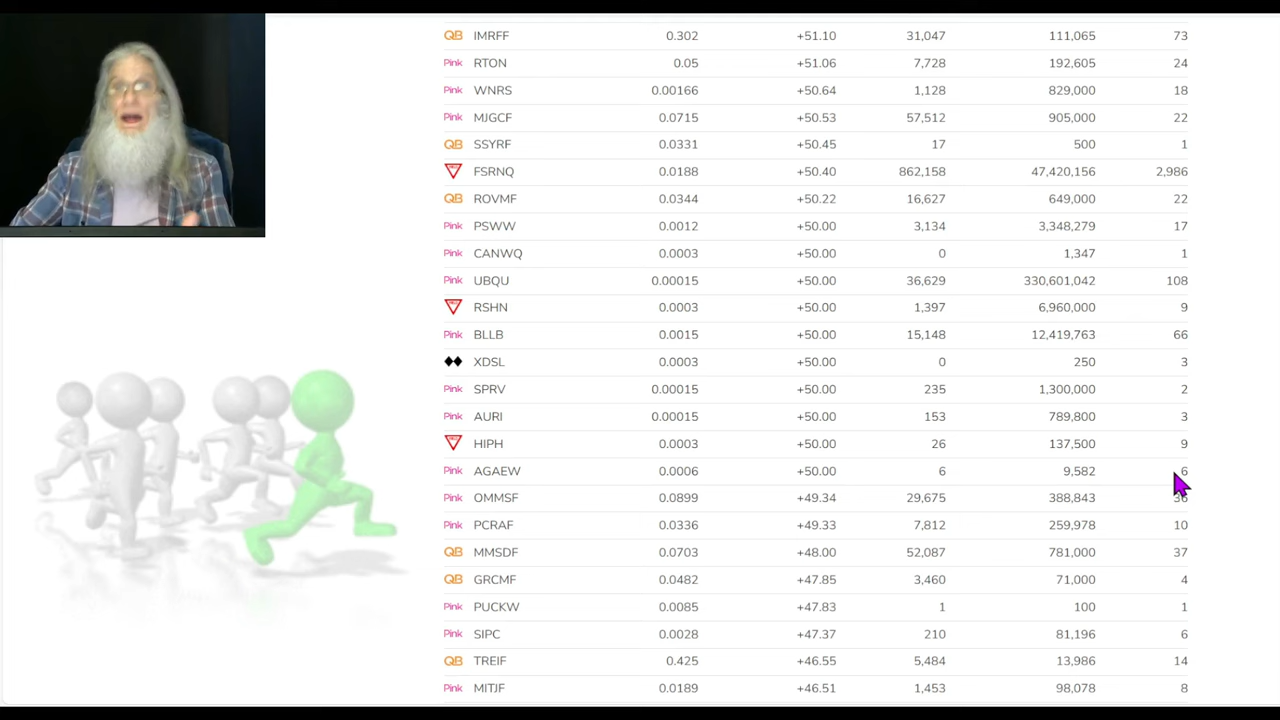 QB IMRFF 0.302 +51.10 31,047 111,065 73
Pink RTON 0.05 +51.06 7,728 192,605 24
Pink WNRS 0.00166 +50.64 1,128 829,000 18
Pink MJGCF 0.0715 +50.53 57,512 905,000 22
QB SSYRF 0.0331 +50.45 17 500 1
FSRNQ 0.0188 +50.40 862,158 47,420,156 2,986
QB ROVMF 0.0344 +50.22 16,627 649,000 22
Pink PSWW 0.0012 +50.00 3,134 3,348,279 17
Pink CANWQ 0.0003 +50.00 0 1,347 1
Pink UBQU 0.00015 +50.00 36,629 330,601,042 108
RSHN 0.0003 +50.00 1,397 6,960,000 9
Pink BLLB 0.0015 +50.00 15,148 12,419,763 66
XDSL 0.0003 +50.00 0 250 3
Pink SPRV 0.00015 +50.00 235 1,300,000 2
Pink AURI 0.00015 +50.00 153 789,800 3
HIPH 0.0003 +50.00 26 137,500 9
Pink AGAEW 0.0006 +50.00 6 9,582 6
Pink OMMSF 0.0899 +49.34 29,675 388,843 36
Pink PCRAF 0.0336 +49.33 7,812 259,978 10
QB MMSDF 0.0703 +48.00 52,087 781,000 37
QB GRCMF 0.0482 +47.85 3,460 71,000 4
Pink PUCKW 0.0085 +47.83 1 100 1
Pink SIPC 0.0028 +47.37 210 81,196 6
QB TREIF 0.425 +46.55 5,484 13,986 14
Pink MITJF 0.0189 +46.51 1,453 98,078 8